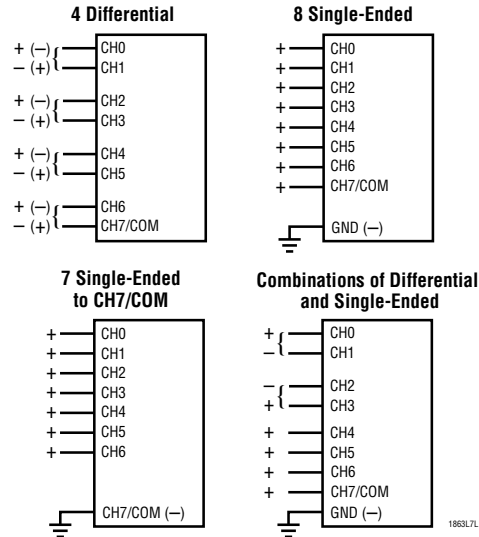 4 Differential
+ (–) { CH0
– (+) CH1
+ (–) { CH2
– (+) CH3
+ (–) { CH4
– (+) CH5
+ (–) { CH6
– (+) CH7/COM
8 Single-Ended
+ CH0
+ CH1
+ CH2
+ CH3
+ CH4
+ CH5
+ CH6
+ CH7/COM
GND (–)
7 Single-Ended
to CH7/COM
+ CH0
+ CH1
+ CH2
+ CH3
+ CH4
+ CH5
+ CH6
CH7/COM (–)
Combinations of Differential
and Single-Ended
+ { CH0
– CH1
– { CH2
+ CH3
+ CH4
+ CH5
+ CH6
+ CH7/COM
GND (–)
1863L7L